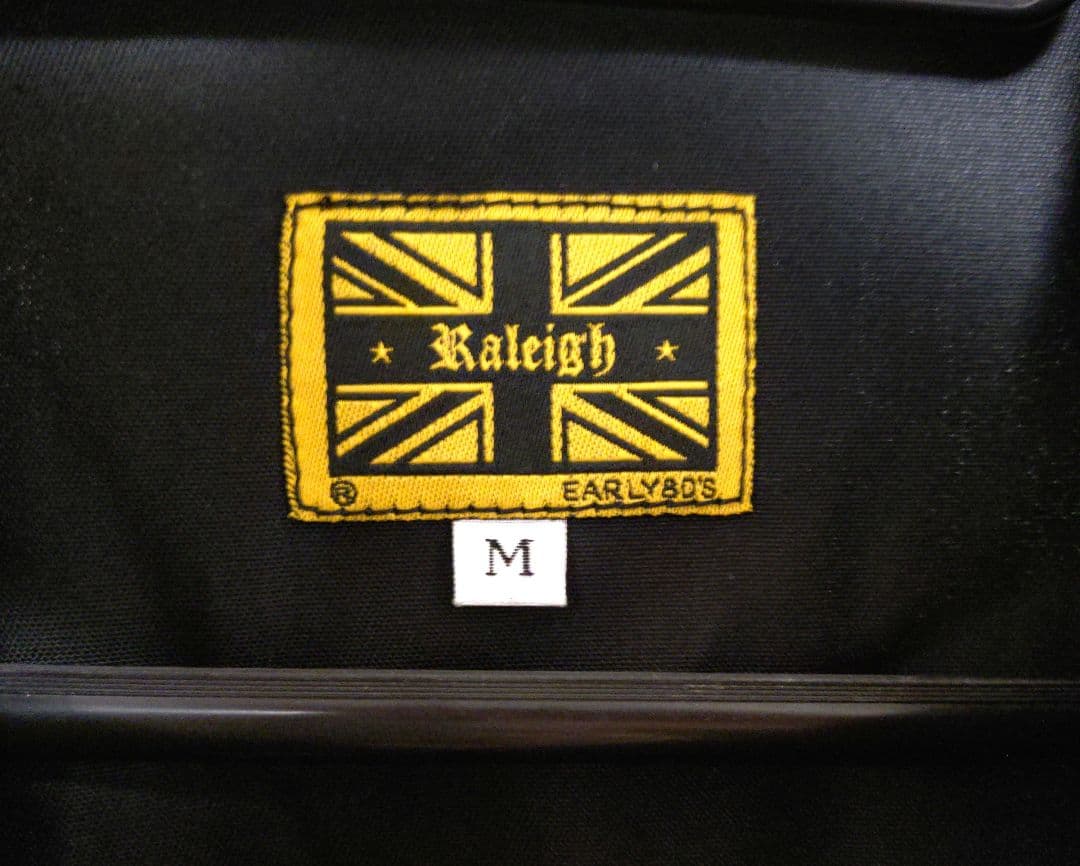 ★ Raleigh ★
® EARLY80'S
M